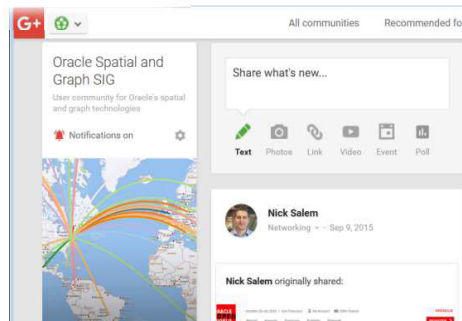 G+
All communities
Recommended fo
Oracle Spatial and
Graph SIG
User community for Oracle's spatial
and graph technologies
Notifications on
Share what's new...
Text
Photos
Link
Video
Event
Poll
Nick Salem
Networking - Sep 9, 2015
Nick Salem originally shared: